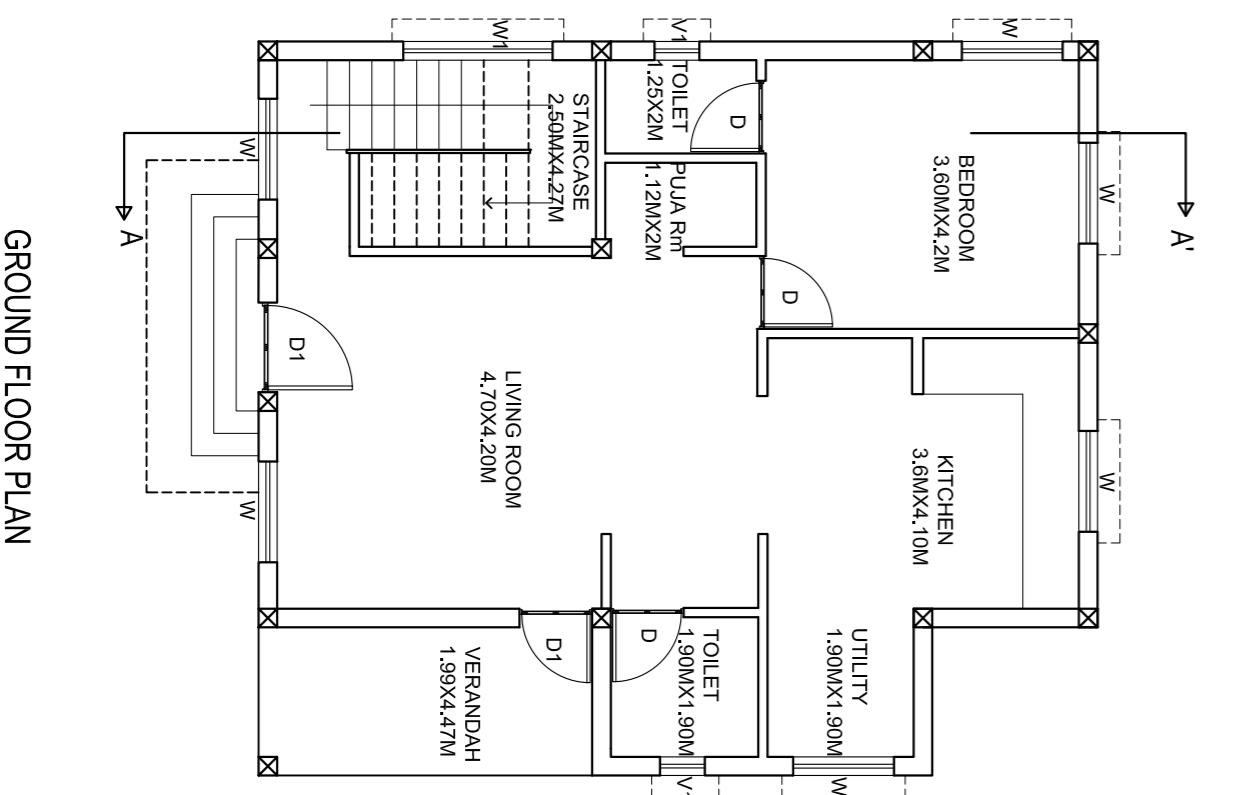 GROUND FLOOR PLAN
W1
V1
W
STAIRCASE
2.50MX4.27M
TOILET
1.25X2M
D
PUJA Rm
1.12MX2M
BEDROOM
3.60MX4.2M
W
A
A'
W
D
D1
LIVING ROOM
4.70X4.20M
KITCHEN
3.6MX4.10M
W
W
D1
D
TOILET
1.90MX1.90M
UTILITY
1.90MX1.90M
VERANDAH
1.99X4.47M
W